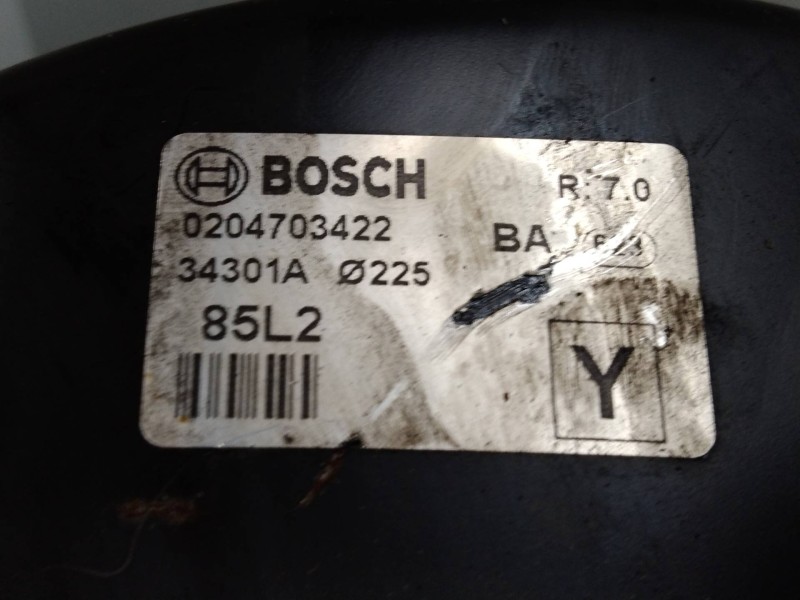 BOSCH R: 7.0
0204703422 BA
34301A Ø225
85L2
Y